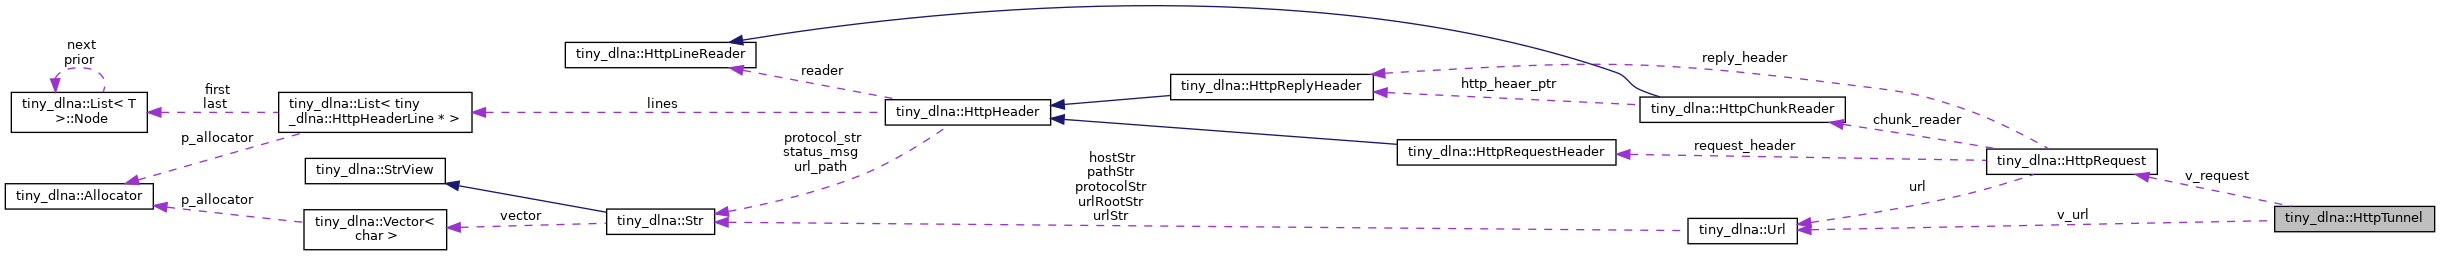 next
prior
tiny_dlna::List< T
>::Node
first
last
tiny_dlna::List< tiny
_dlna::HttpHeaderLine * >
p_allocator
tiny_dlna::Allocator
p_allocator
tiny_dlna::StrView
tiny_dlna::Vector<
char >
vector
tiny_dlna::HttpLineReader
reader
lines
protocol_str
status_msg
url_path
tiny_dlna::Str
tiny_dlna::HttpHeader
hostStr
pathStr
protocolStr
urlRootStr
urlStr
tiny_dlna::HttpReplyHeader
http_heaer_ptr
tiny_dlna::HttpRequestHeader
reply_header
tiny_dlna::HttpChunkReader
chunk_reader
request_header
tiny_dlna::HttpRequest
url
tiny_dlna::Url
v_request
v_url
tiny_dlna::HttpTunnel